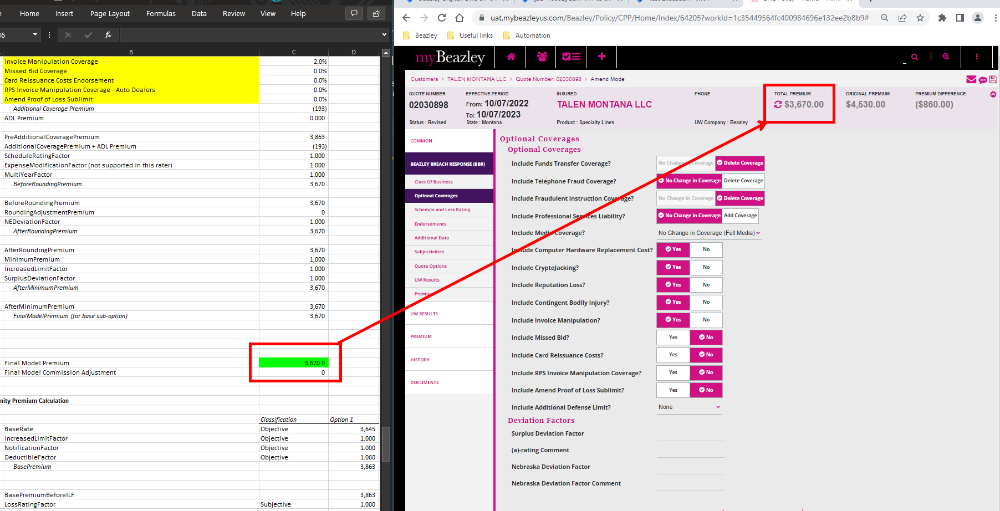 Home Insert Page Layout Formulas Data Review View Help
fx
B C D
Invoice Manipulation Coverage 2.0%
Missed Bid Coverage 0.0%
Card Reissuance Costs Endorsement 0.0%
RPS Invoice Manipulation Coverage - Auto Dealers 0.0%
Amend Proof of Loss Sublimit 0.0%
Additional Coverage Premium (193)
ADL Premium 0.000
PreAdditionalCoveragePremium 3,863
AdditionalCoveragePremium + ADL Premium (193)
ScheduleRatingFactor 1.000
ExpenseModificationFactor (not supported in this rater) 1.000
MultiYearFactor 1.000
BeforeRoundingPremium 3,670
BeforeRoundingPremium 3,670
RoundingAdjustmentPremium 0
NEDeviationFactor 1.000
AfterRoundingPremium 3,670
AfterRoundingPremium 3,670
MinimumPremium 1,000
IncreasedLimitFactor 1.000
SurplusDeviationFactor 1.000
AfterMinimumPremium 3,670
AfterMinimumPremium 3,670
FinalModelPremium (for base sub-option) 3,670
Final Model Premium 3,670.0
Final Model Commission Adjustment 0
nity Premium Calculation
Classification Option 1
BaseRate Objective 3,645
IncreasedLimitFactor Objective 1.000
NotificationFactor Objective 1.000
DeductibleFactor Objective 1.060
BasePremium 3,863
BasePremiumBeforeILF 3,863
LossRatingFactor Subjective 1.000
uat.mybeazleyus.com/Beazley/Policy/CPP/Home/Index/64205?workId=1c35449564fc400984696e132ee2b8b9#
Beazley Useful links Automation
myBeazley
Customers > TALEN MONTANA LLC > Quote Number: 02030898 > Amend Mode
QUOTE NUMBER EFFECTIVE PERIOD INSURED PHONE TOTAL PREMIUM ORIGINAL PREMIUM PREMIUM DIFFERENCE
02030898 From: 10/07/2022 TALEN MONTANA LLC $3,670.00 $4,530.00 ($860.00)
To: 10/07/2023
Status : Revised State : Montana Product : Specialty Lines UW Company : Beazley
COMMON
BEAZLEY BREACH RESPONSE (BBR)
Class Of Business
Optional Coverages
Schedule and Loss Rating
Endorsements
Additional Data
Subjectivities
Quote Options
UW Results
Premium
UW RESULTS
PREMIUM
HISTORY
DOCUMENTS
Optional Coverages
Optional Coverages
Include Funds Transfer Coverage? No Change in Coverage Delete Coverage
Include Telephone Fraud Coverage? No Change in Coverage Delete Coverage
Include Fraudulent Instruction Coverage? No Change in Coverage Delete Coverage
Include Professional Services Liability? No Change in Coverage Add Coverage
Include Media Coverage? No Change in Coverage (Full Media)
Include Computer Hardware Replacement Cost? Yes No
Include CryptoJacking? Yes No
Include Reputation Loss? Yes No
Include Contingent Bodily Injury? Yes No
Include Invoice Manipulation? Yes No
Include Missed Bid? Yes No
Include Card Reissuance Costs? Yes No
Include RPS Invoice Manipulation Coverage? Yes No
Include Amend Proof of Loss Sublimit? Yes No
Include Additional Defense Limit? None
Deviation Factors
Surplus Deviation Factor
(a)-rating Comment
Nebraska Deviation Factor
Nebraska Deviation Factor Comment